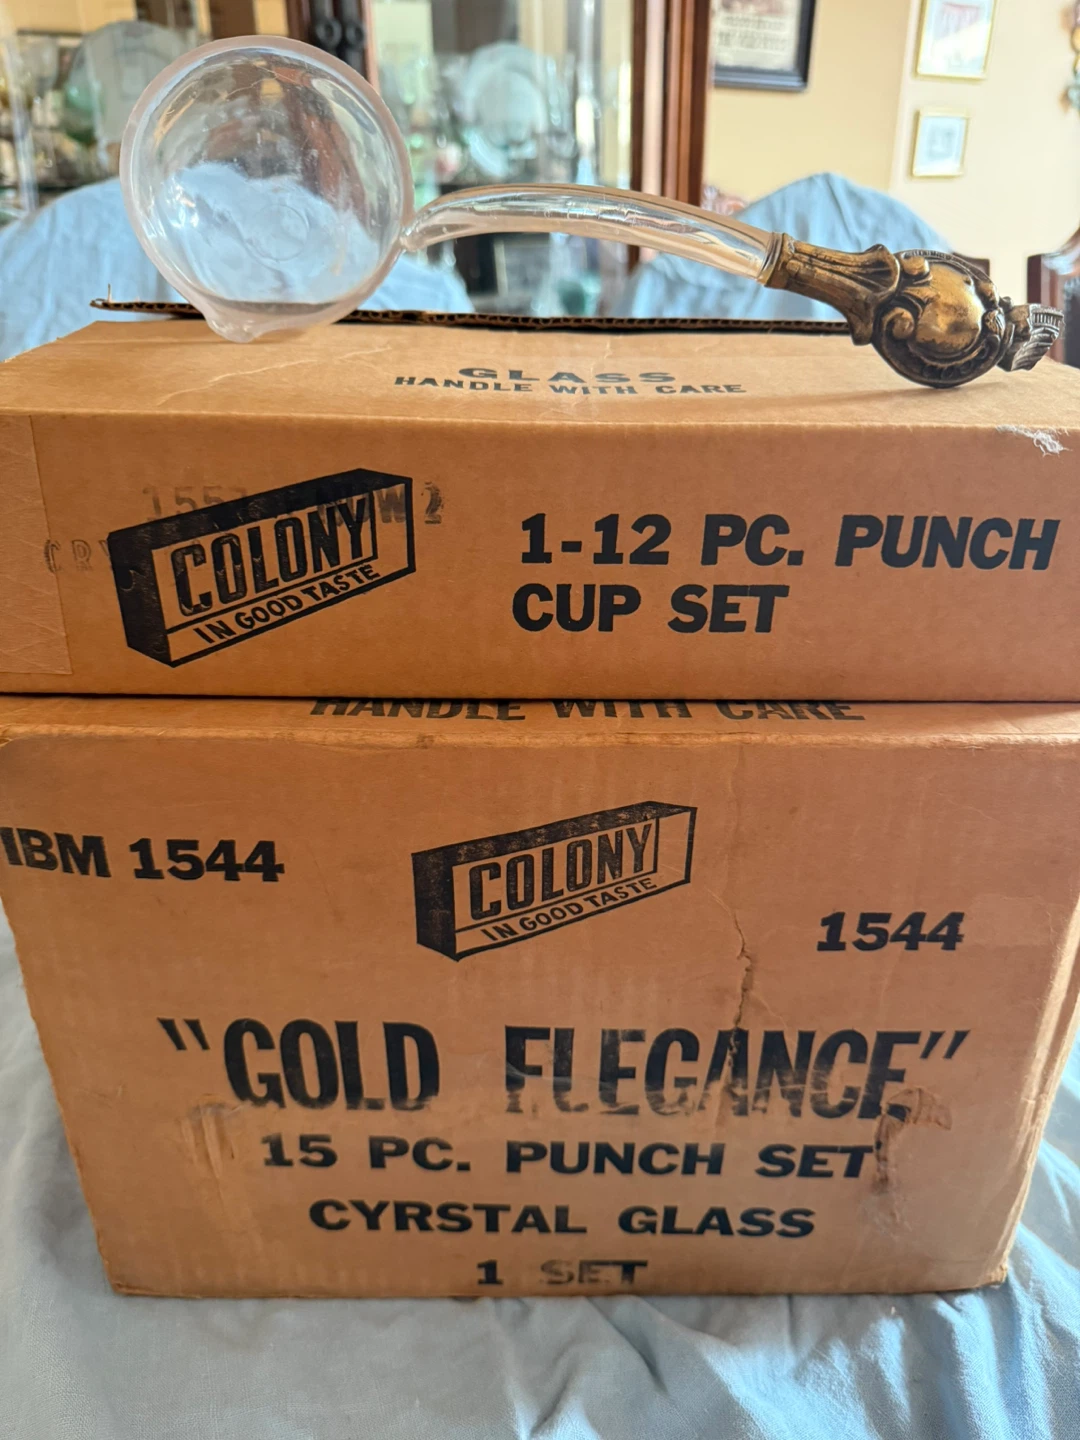 GLASS
HANDLE WITH CARE
COLONY
IN GOOD TASTE
1-12 PC. PUNCH
CUP SET
HANDLE WITH CARE
IBM 1544
COLONY
IN GOOD TASTE
1544
"GOLD ELEGANCE"
15 PC. PUNCH SET
CYRSTAL GLASS
1 SET